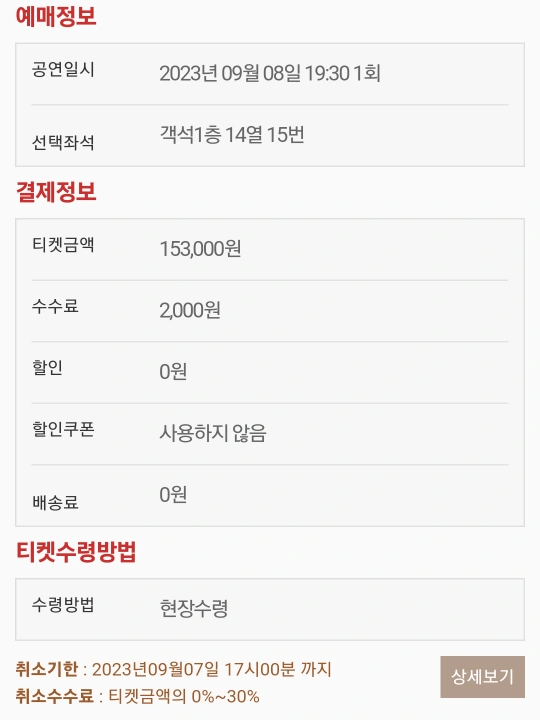 예매정보
공연일시 2023년 09월 08일 19:30 1회
선택좌석 객석1층 14열 15번
결제정보
티켓금액 153,000원
수수료 2,000원
할인 0원
할인쿠폰 사용하지 않음
배송료 0원
티켓수령방법
수령방법 현장수령
취소기한 : 2023년09월07일 17시00분 까지
취소수수료 : 티켓금액의 0%~30%
상세보기